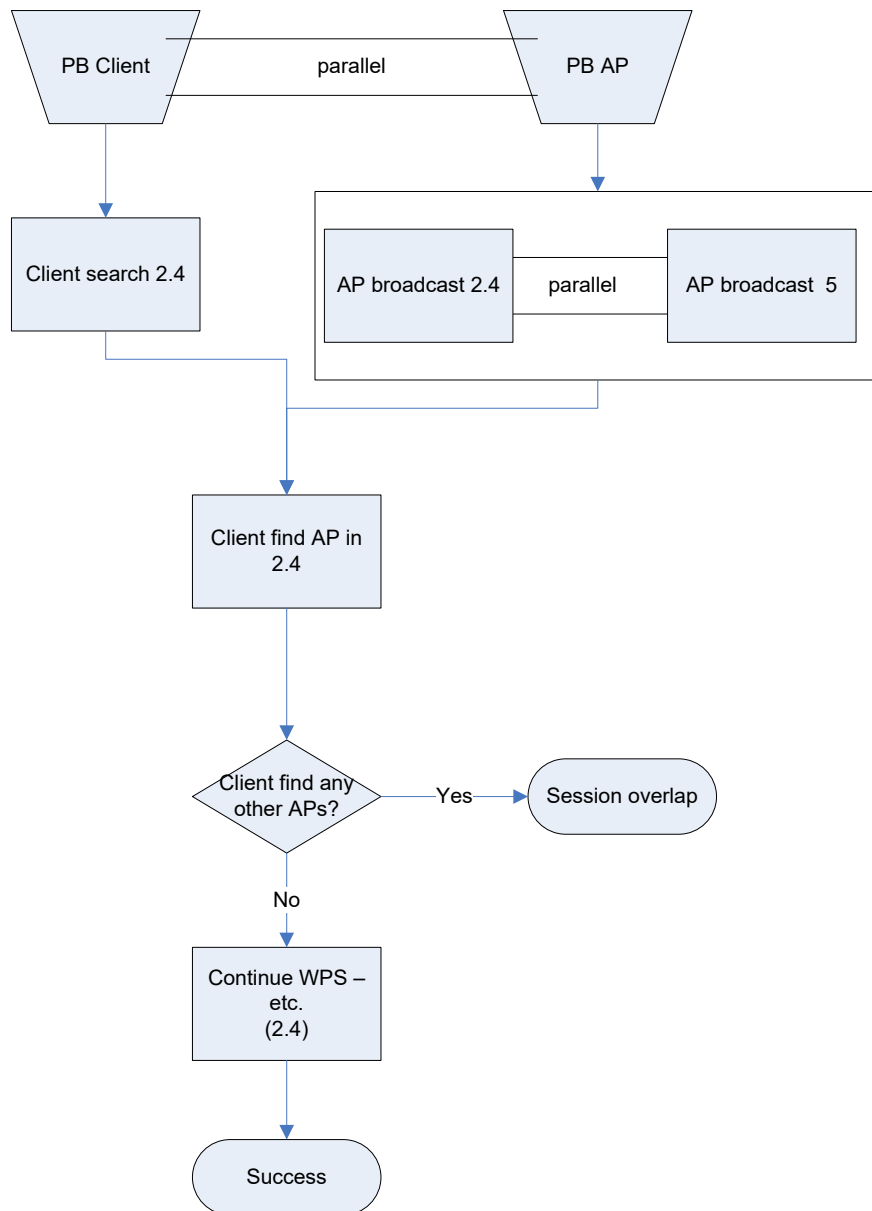 PB Client
parallel
PB AP
Client search 2.4
AP broadcast 2.4
parallel
AP broadcast  5
Client find AP in
2.4
Client find any
other APs?
Yes
Session overlap
No
Continue WPS –
etc.
(2.4)
Success